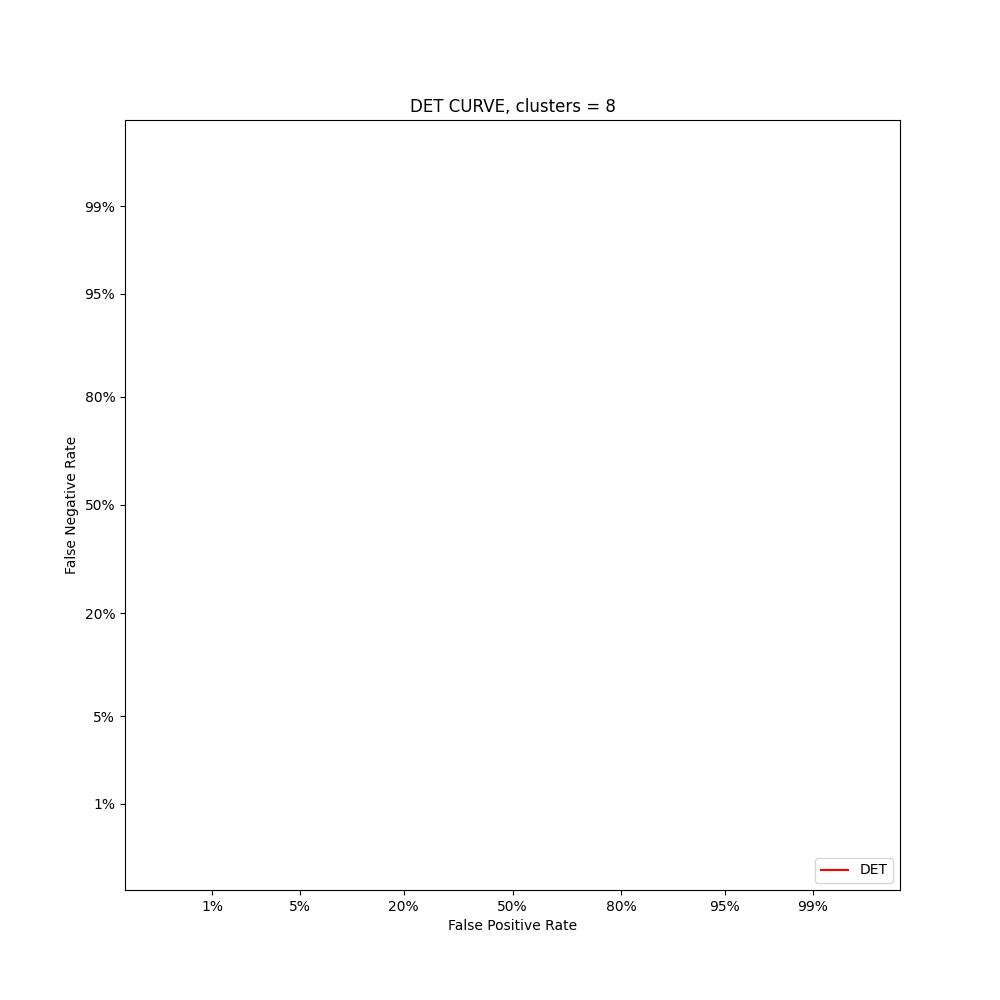 DET CURVE, clusters = 8
99%
95%
80%
50%
20%
5%
1%
False Negative Rate
DET
1% 5% 20% 50% 80% 95% 99%
False Positive Rate